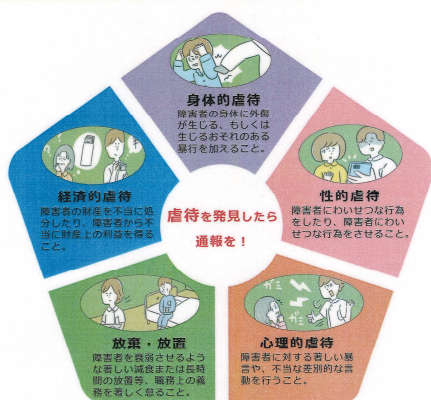 身体的虐待
障害者の身体に外傷
が生じる、もしくは
生じるおそれのある
暴行を加えること。
経済的虐待
障害者の財産を不当に処
分したり、障害者から不
当に財産上の利益を得る
こと。
性的虐待
障害者にわいせつな行為
をしたり、障害者にわい
せつな行為をさせること。
虐待を発見したら
通報を！
放棄・放置
障害者を衰弱させるよう
な著しい減食または長時
間の放置等、職務上の義
務を著しく怠ること。
ガミ
ガミ
心理的虐待
障害者に対する著しい暴
言や、不当な差別的な言
動を行うこと。